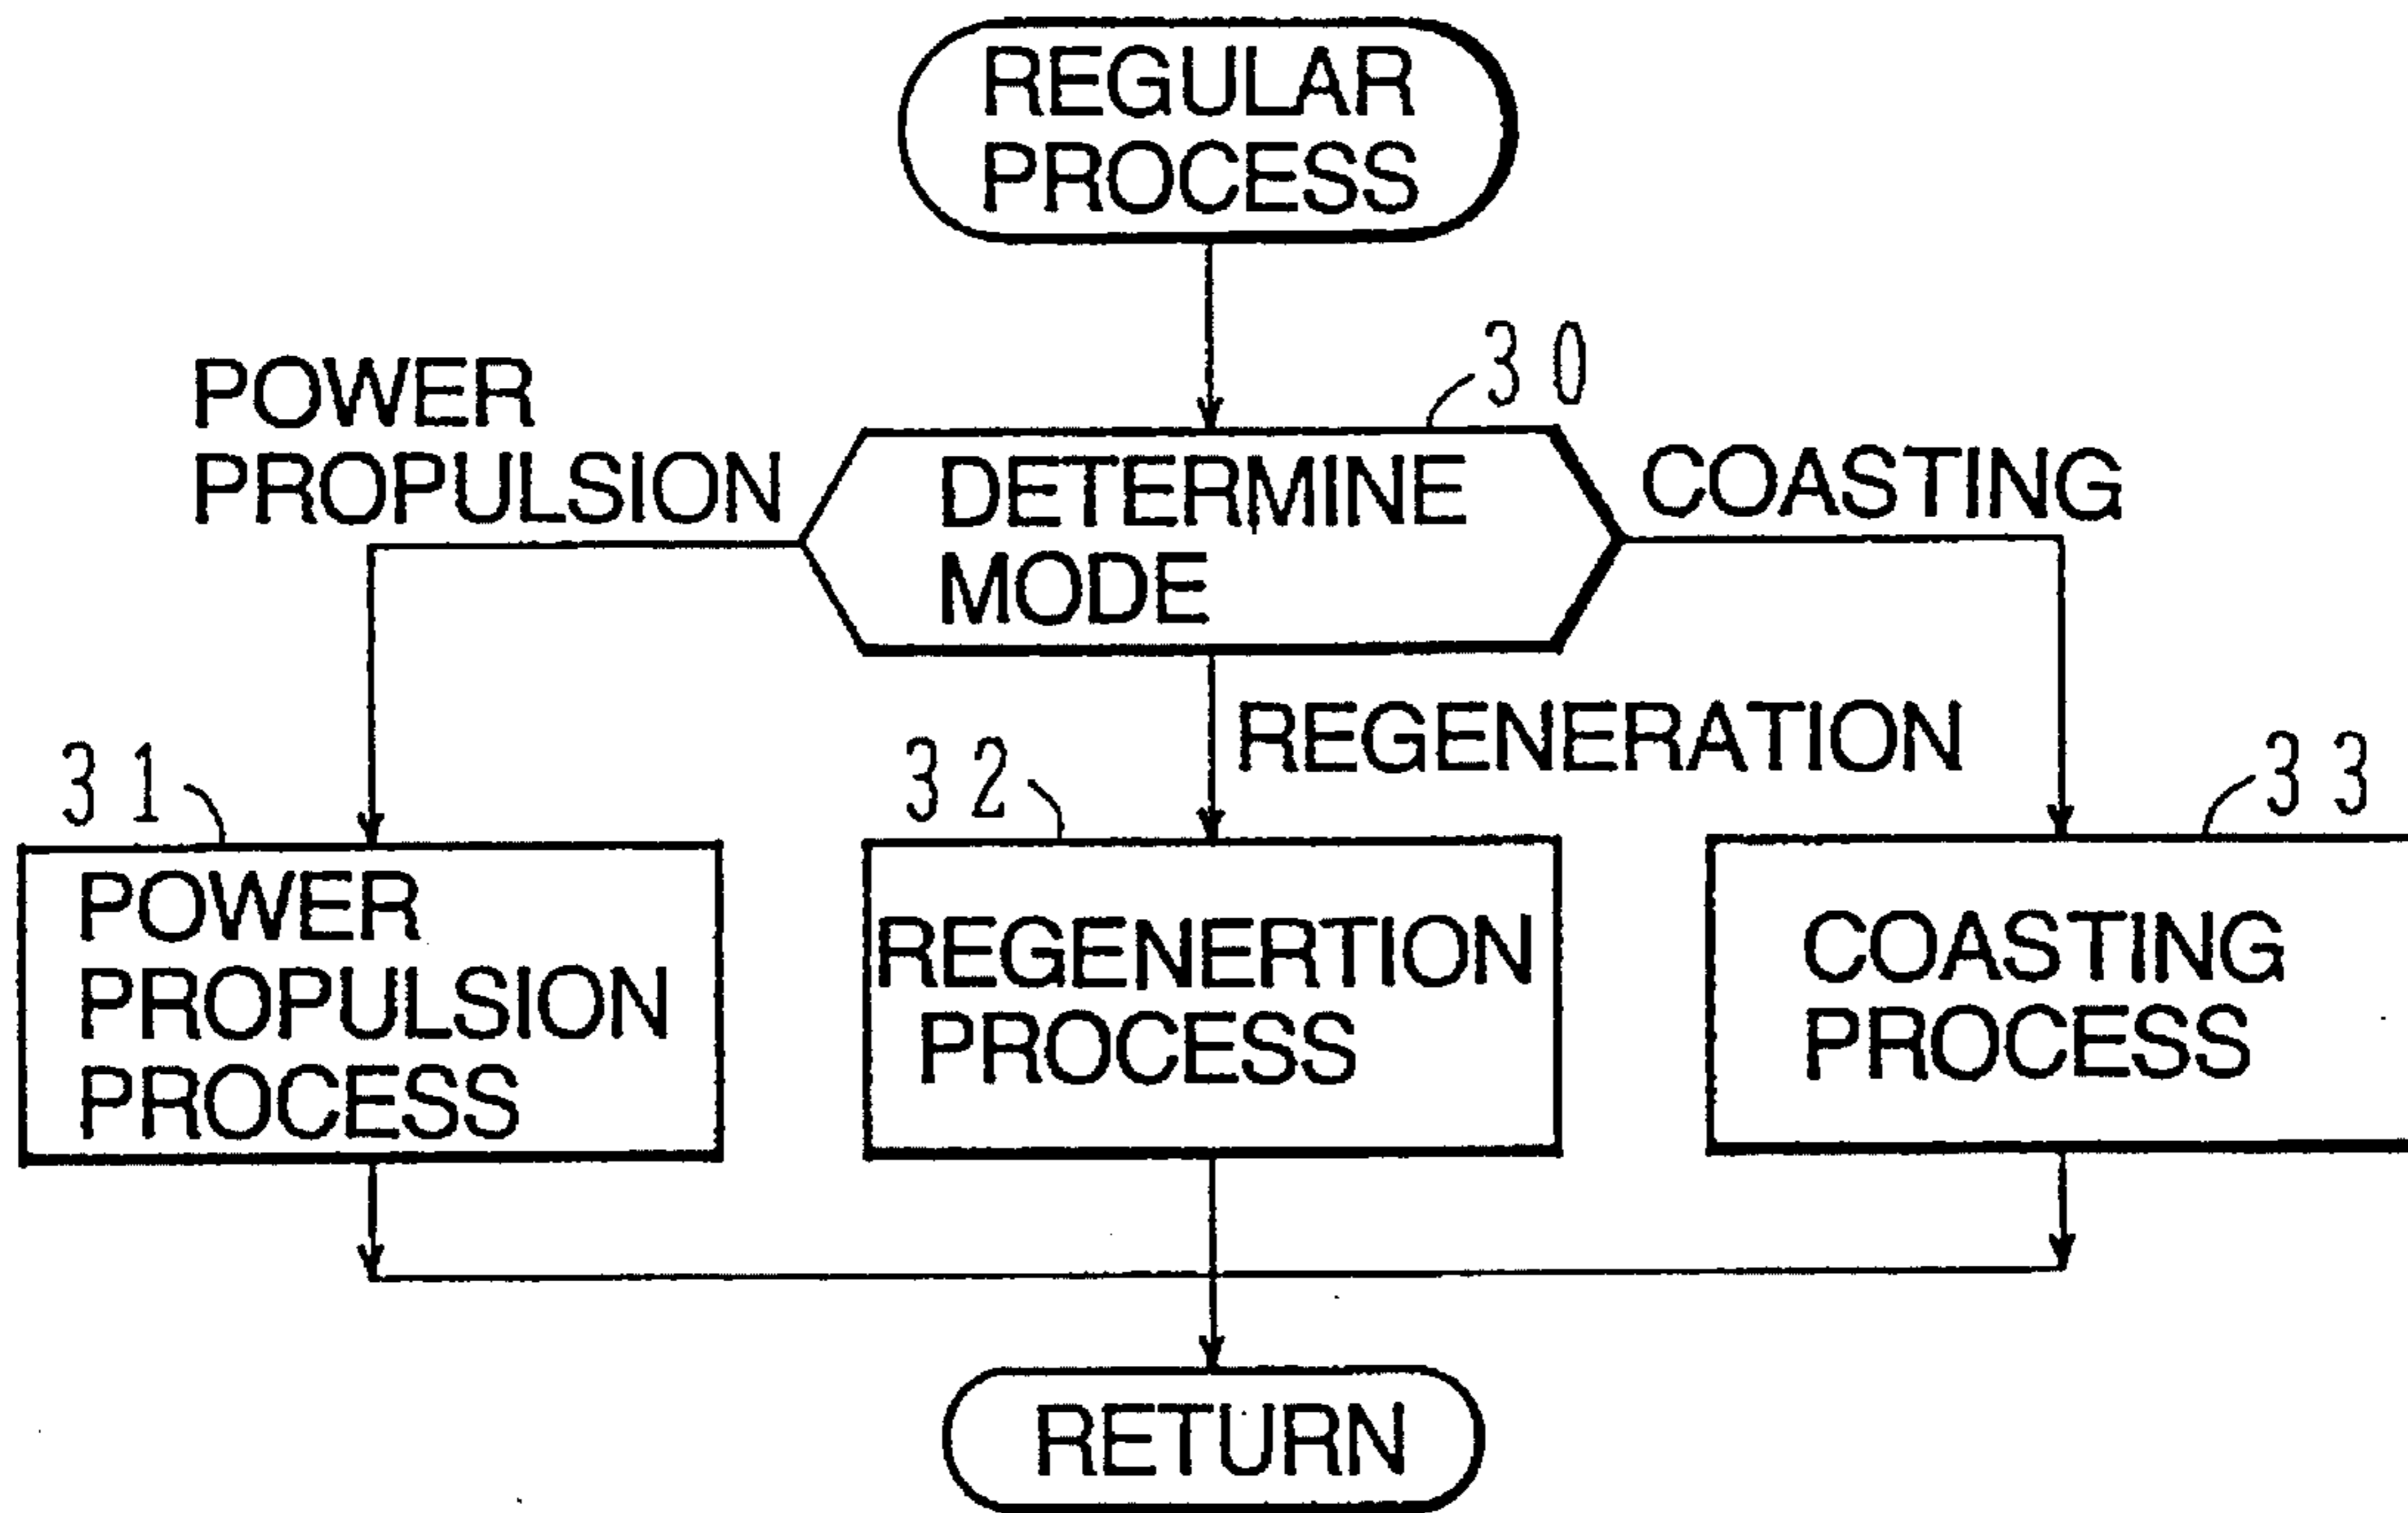 REGULAR
PROCESS
30
POWER
PROPULSION
DETERMINE
MODE
COASTING
REGENERATION
31
32
33
POWER
PROPULSION
PROCESS
REGENERTION
PROCESS
COASTING
PROCESS
RETURN